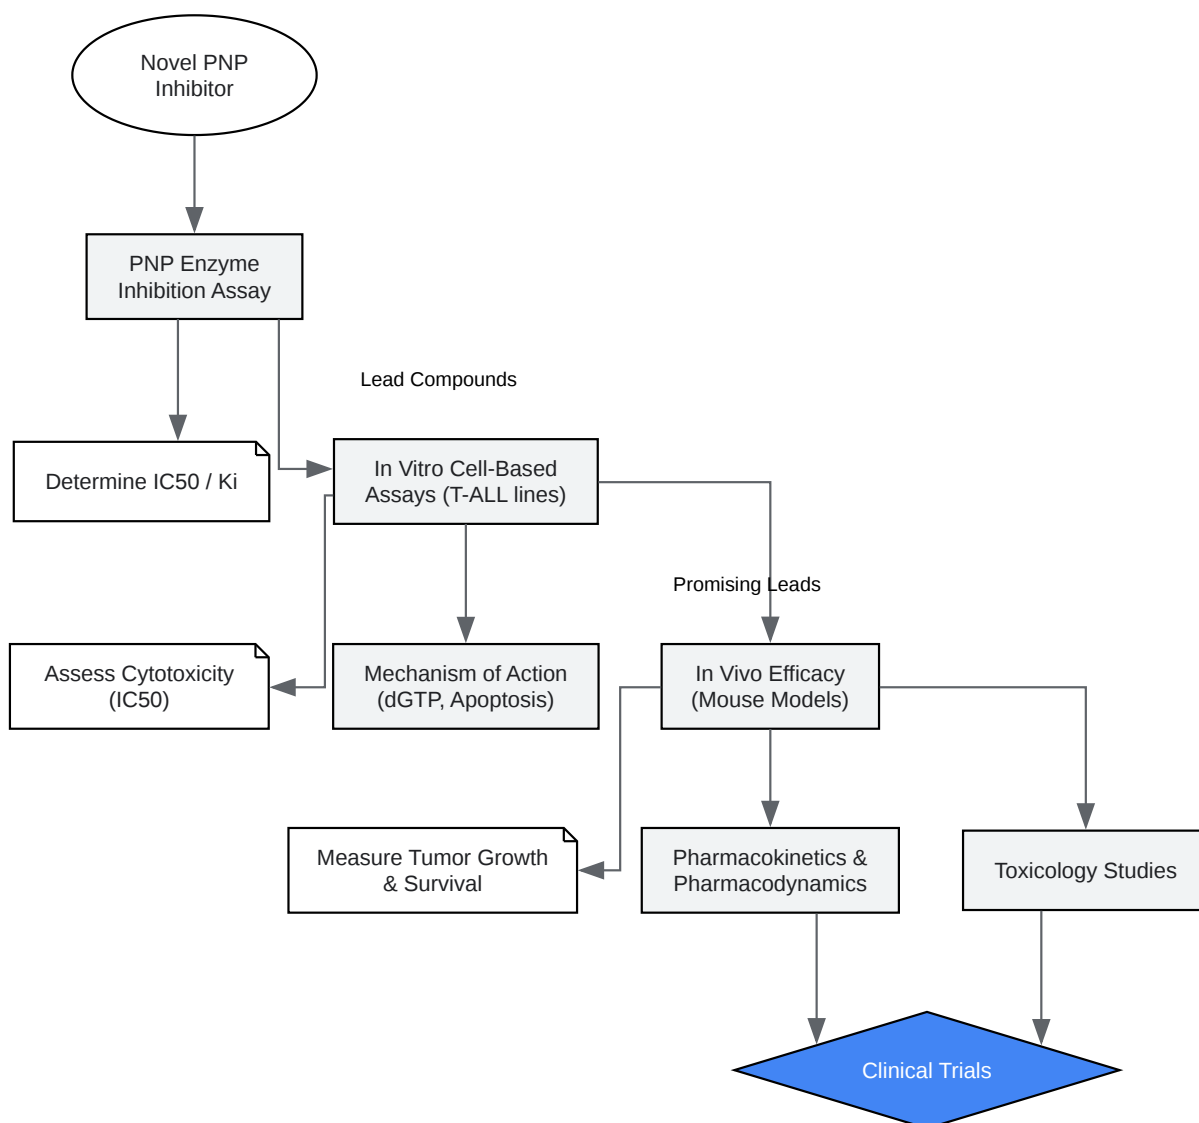 Novel PNP
Inhibitor
PNP Enzyme
Inhibition Assay
Lead Compounds
Determine IC50 / Ki
In Vitro Cell-Based
Assays (T-ALL lines)
Promising Leads
Assess Cytotoxicity
(IC50)
Mechanism of Action
(dGTP, Apoptosis)
In Vivo Efficacy
(Mouse Models)
Measure Tumor Growth
& Survival
Pharmacokinetics &
Pharmacodynamics
Toxicology Studies
Clinical Trials